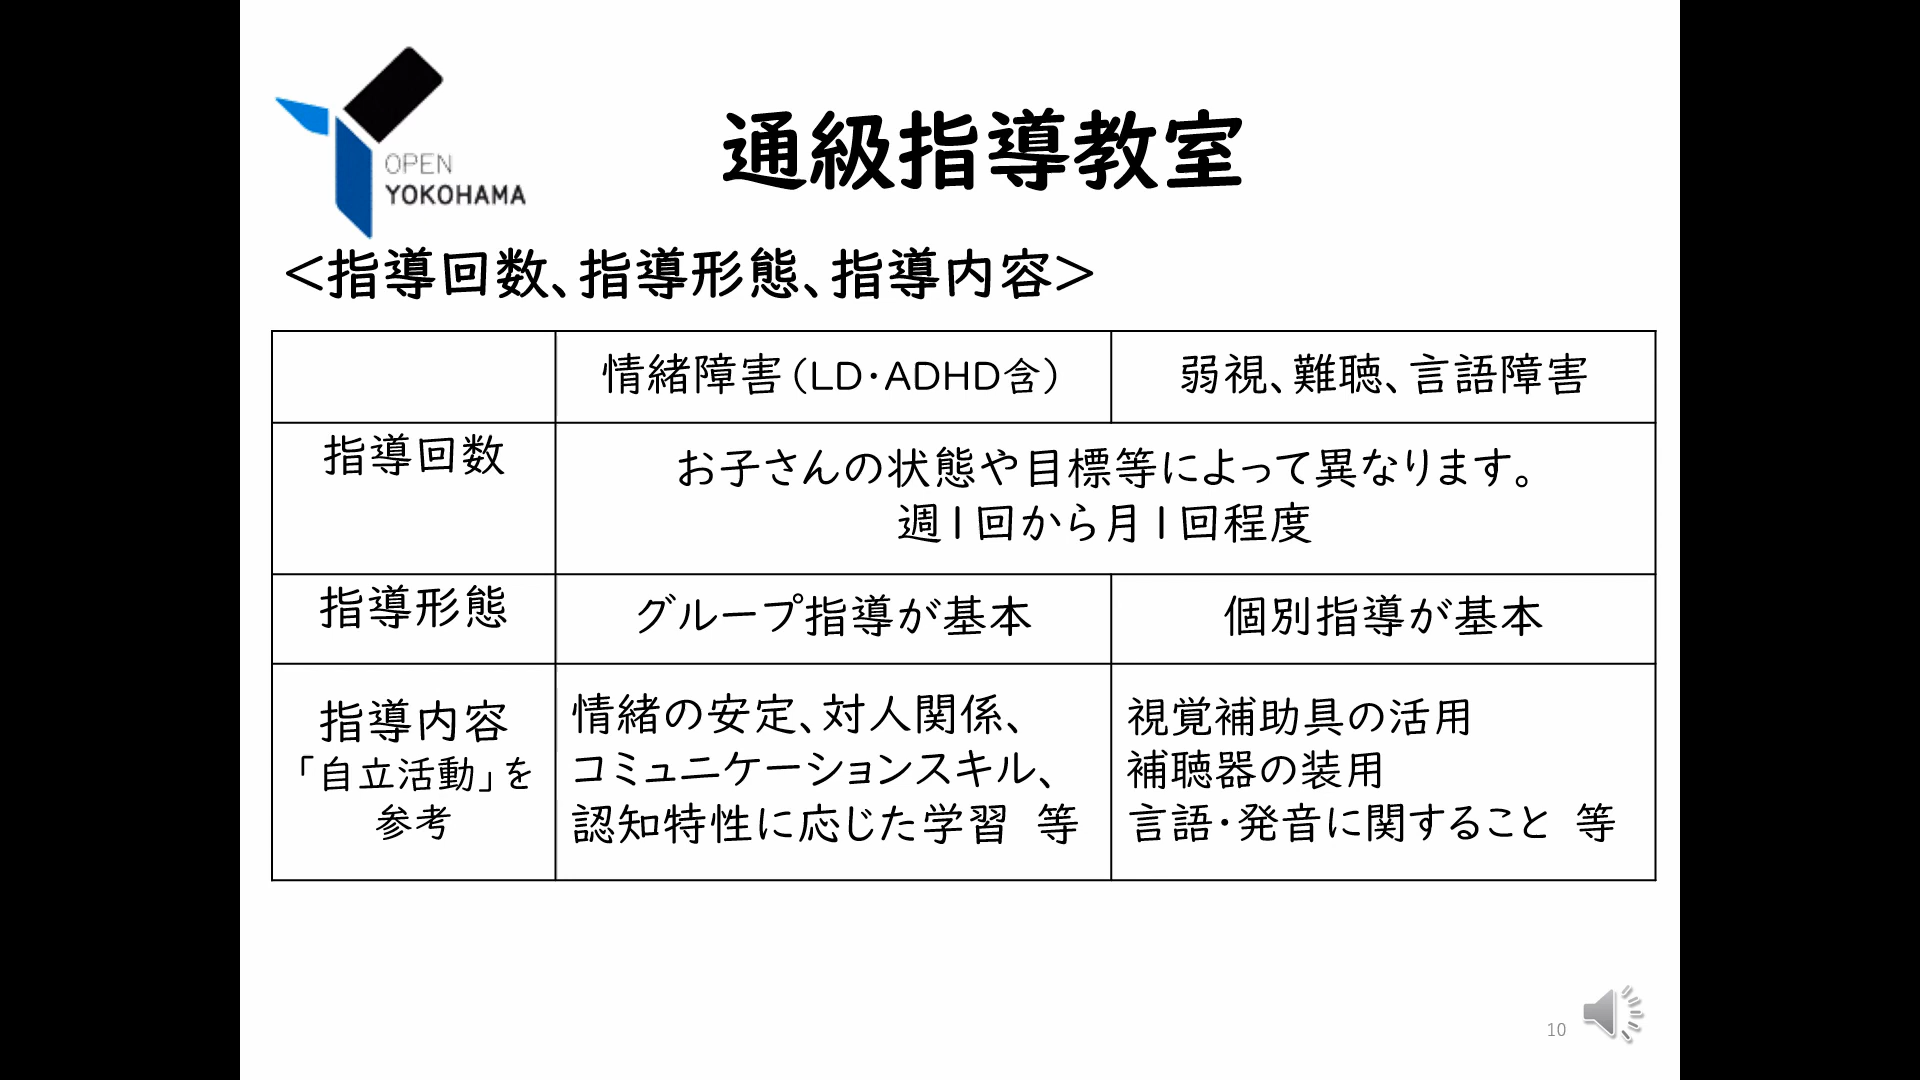 OPEN
YOKOHAMA
通級指導教室
<指導回数、指導形態、指導内容>
情緒障害(LD・ADHD含)
弱視、難聴、言語障害
指導回数
お子さんの状態や目標等によって異なります。
週1回から月1回程度
指導形態
グループ指導が基本
個別指導が基本
指導内容
「自立活動」を
参考
情緒の安定、対人関係、
コミュニケーションスキル、
認知特性に応じた学習 等
視覚補助具の活用
補聴器の装用
言語・発音に関すること 等
10